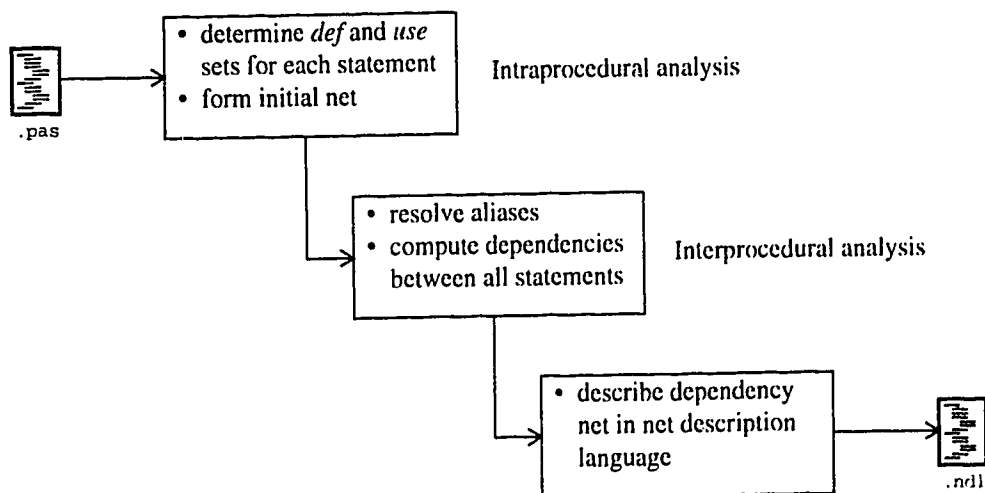 • determine def and use
sets for each statement
• form initial net
Intraprocedural analysis
.pas
• resolve aliases
• compute dependencies
between all statements
Interprocedural analysis
• describe dependency
net in net description
language
.ndl